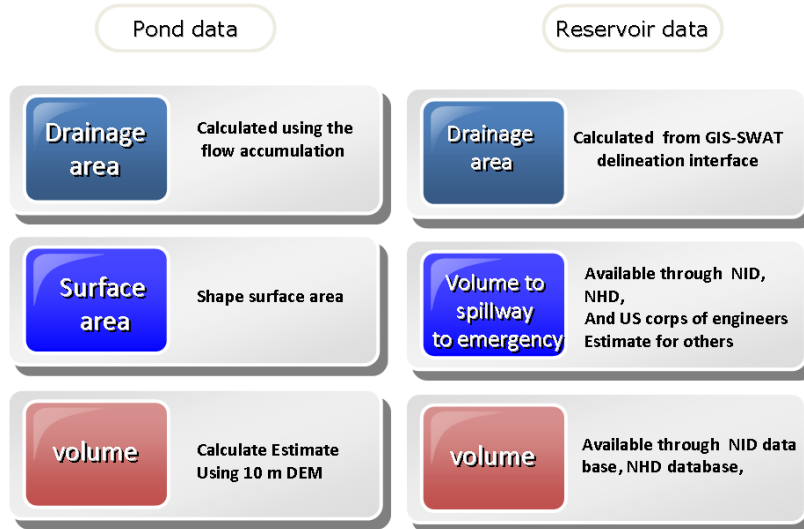 Pond data
Drainage
area
Calculated using the
flow accumulation
Surface
area
Shape surface area
volume
Calculate Estimate
Using 10 m DEM
Reservoir data
Drainage
area
Calculated from GIS-SWAT
delineation interface
Volume to
spillway
to emergency
Available through NID,
NHD,
And US corps of engineers
Estimate for others
volume
Available through NID data
base, NHD database,